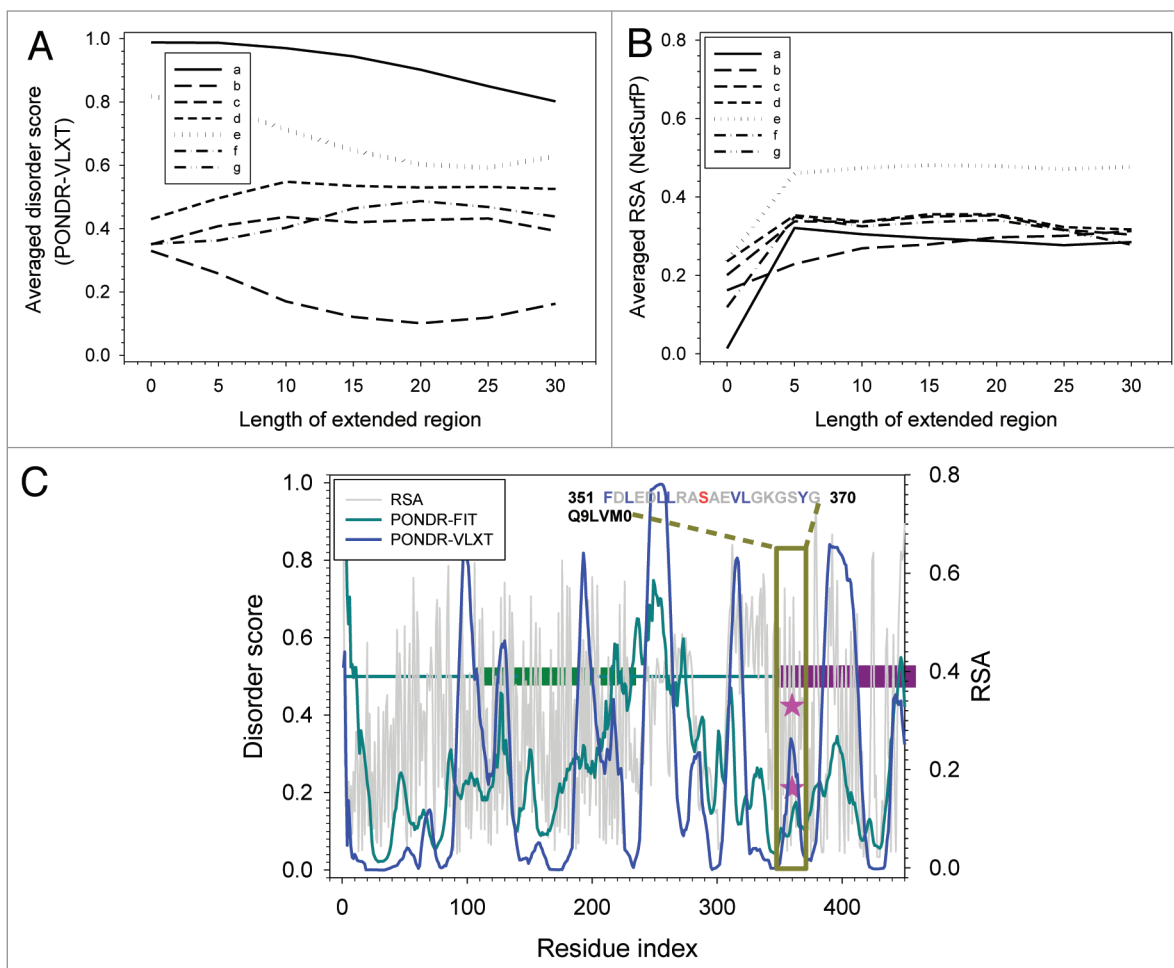 A
Averaged disorder score
(PONDR-VLXT)
1.0
0.8
0.6
0.4
0.2
0.0
a
b
c
d
e
f
g
0 5 10 15 20 25 30
Length of extended region
B
Averaged RSA (NetSurfP)
0.8
0.6
0.4
0.2
0.0
a
b
c
d
e
f
g
0 5 10 15 20 25 30
Length of extended region
C
Disorder score
1.0
0.8
0.6
0.4
0.2
0.0
RSA
PONDR-FIT
PONDR-VLXT
351 FDLEDLLRASAEVLGKGSYG 370
Q9LVM0
0.8
0.6
0.4
0.2
0.0
RSA
0 100 200 300 400
Residue index